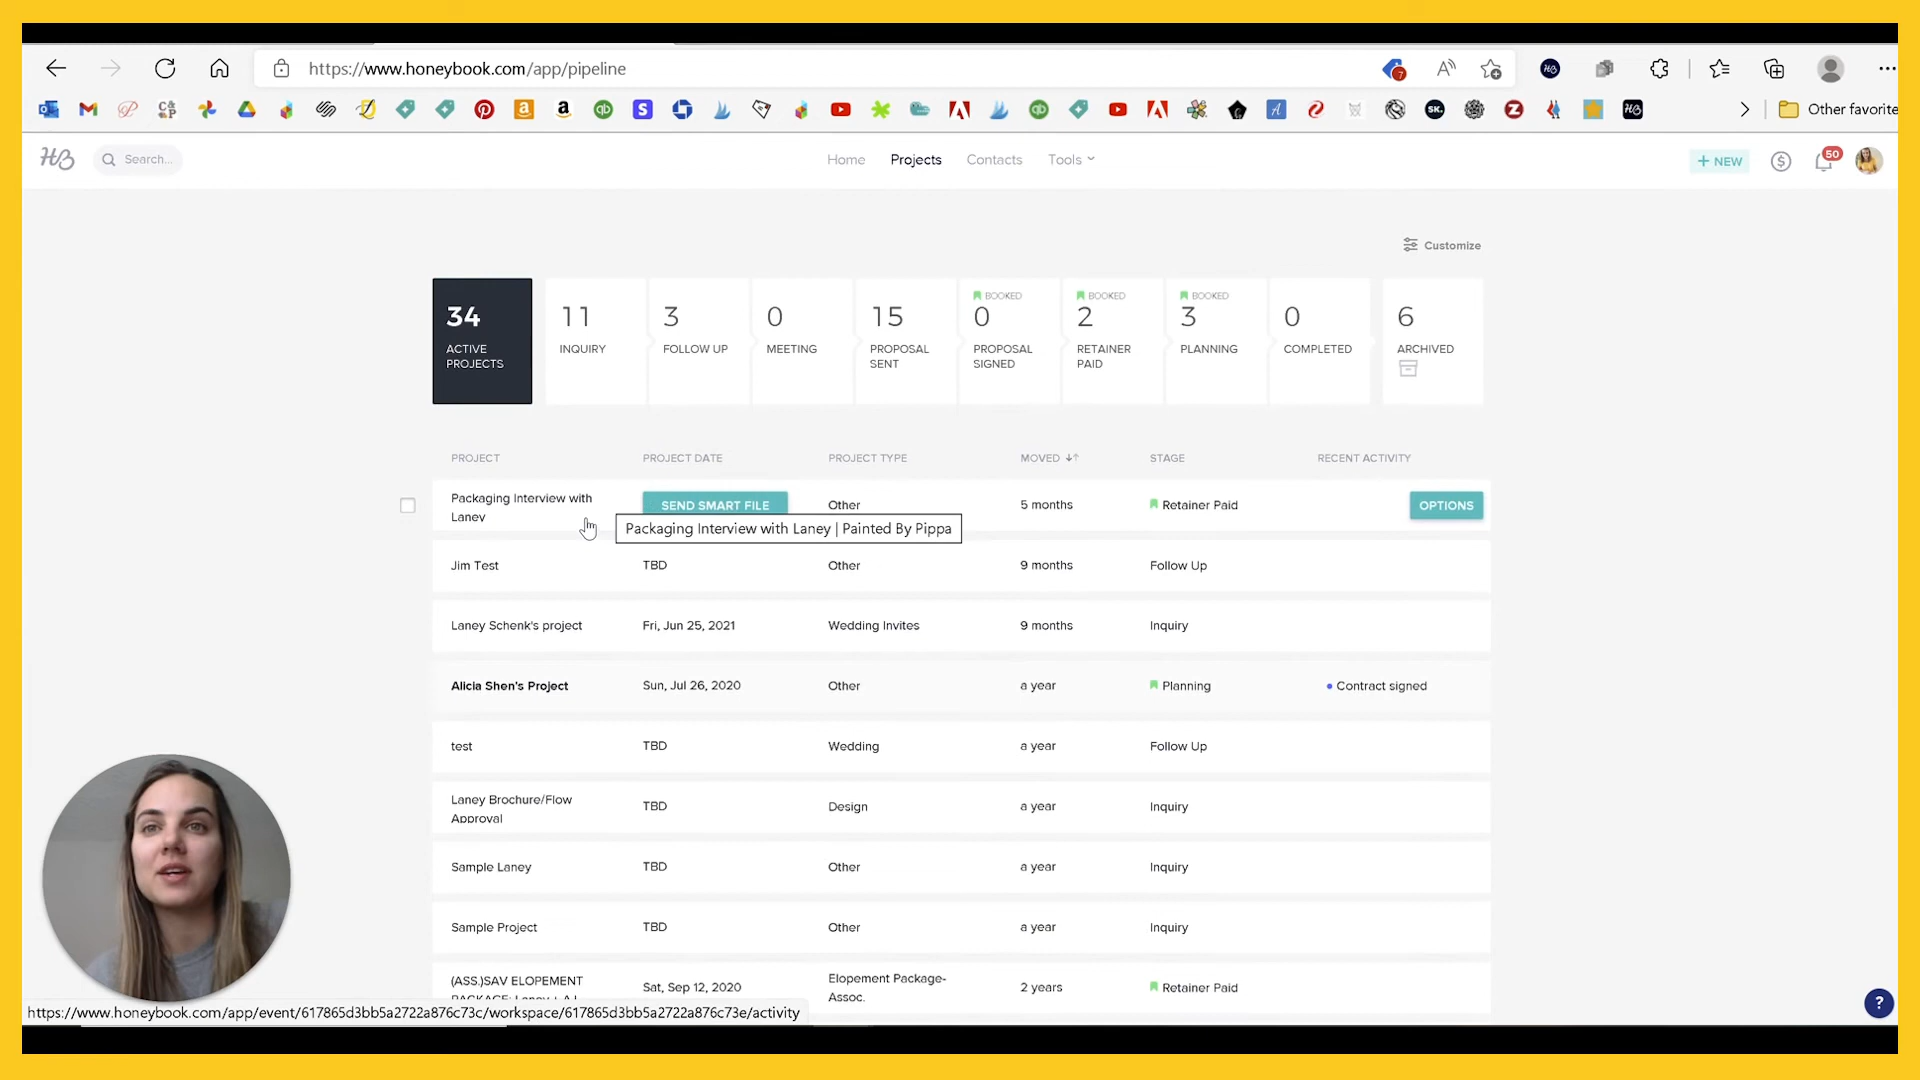 https://www.honeybook.com/app/pipeline
7
Other favorite
HB
Search...
Home
Projects
Contacts
Tools
+ NEW
50
Customize
34
ACTIVE
PROJECTS
11
INQUIRY
3
FOLLOW UP
0
MEETING
15
PROPOSAL
SENT
BOOKED
0
PROPOSAL
SIGNED
BOOKED
2
RETAINER
PAID
BOOKED
3
PLANNING
0
COMPLETED
6
ARCHIVED
PROJECT PROJECT DATE PROJECT TYPE MOVED STAGE RECENT ACTIVITY
Packaging Interview with
Laney
SEND SMART FILE
Other
5 months
Retainer Paid
OPTIONS
Packaging Interview with Laney | Painted By Pippa
Jim Test TBD Other 9 months Follow Up
Laney Schenk's project Fri, Jun 25, 2021 Wedding Invites 9 months Inquiry
Alicia Shen's Project Sun, Jul 26, 2020 Other a year Planning Contract signed
test TBD Wedding a year Follow Up
Laney Brochure/Flow
Approval
TBD Design a year Inquiry
Sample Laney TBD Other a year Inquiry
Sample Project TBD Other a year Inquiry
(ASS.)SAV ELOPEMENT
PACKAGE: Laney + A.J.
Sat, Sep 12, 2020
Elopement Package-
Assoc.
2 years
Retainer Paid
https://www.honeybook.com/app/event/617865d3bb5a2722a876c73c/workspace/617865d3bb5a2722a876c73e/activity
?